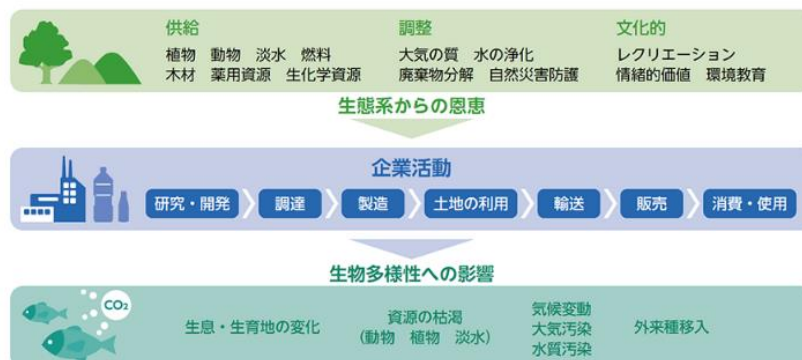 供給
植物 動物 淡水 燃料
木材 薬用資源 生化学資源
調整
大気の質 水の浄化
廃棄物分解 自然災害防護
文化的
レクリエーション
情緒的価値 環境教育
生態系からの恩恵
企業活動
研究・開発 調達 製造 土地の利用 輸送 販売 消費・使用
生物多様性への影響
CO₂
生息・生育地の変化
資源の枯渇
(動物 植物 淡水)
気候変動
大気汚染
水質汚染
外来種移入